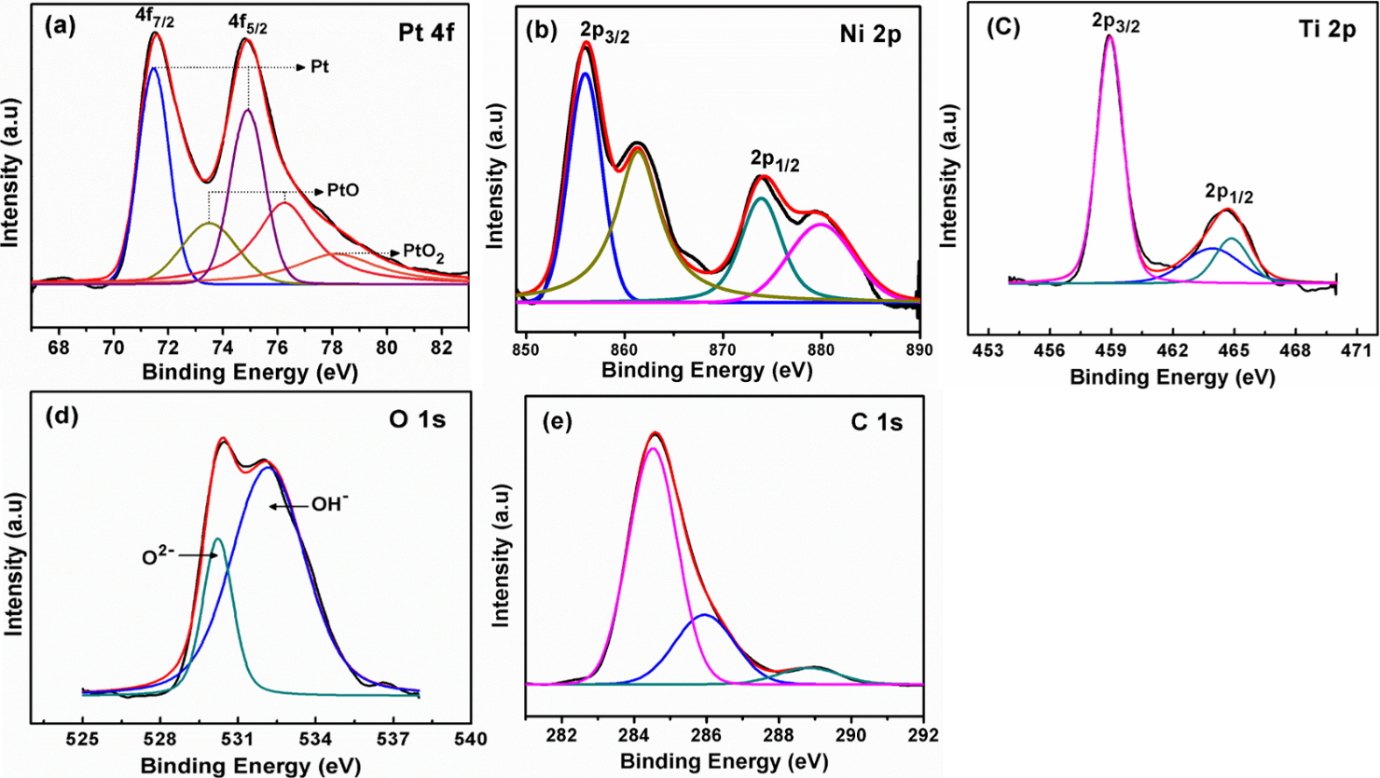 (a)
4f7/2
4f5/2
Pt 4f
Pt
PtO
PtO2
Intensity (a.u)
68 70 72 74 76 78 80 82
Binding Energy (eV)
(b)
2p3/2
Ni 2p
2p1/2
Intensity (a.u)
850 860 870 880 890
Binding Energy (eV)
(C)
2p3/2
Ti 2p
2p1/2
Intensity (a.u)
453 456 459 462 465 468 471
Binding Energy (eV)
(d)
O 1s
OH-
O2-
Intensity (a.u)
525 528 531 534 537 540
Binding Energy (eV)
(e)
C 1s
Intensity (a.u)
282 284 286 288 290 292
Binding Energy (eV)